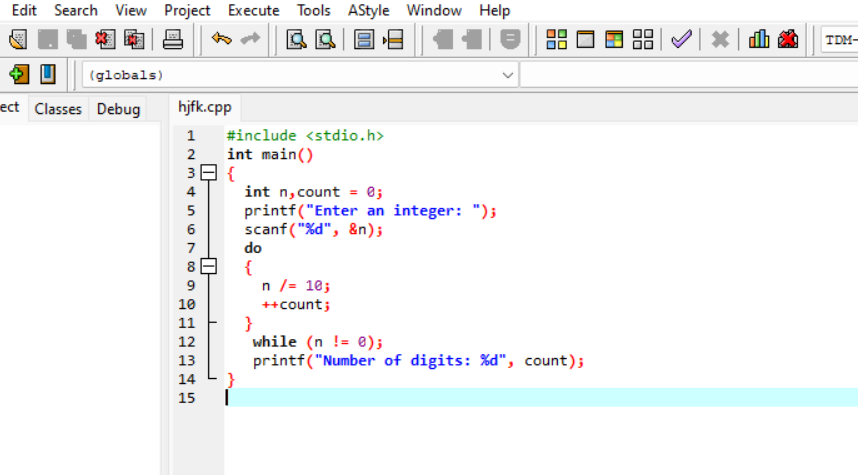 Edit Search View Project Execute Tools AStyle Window Help
TDM-
(globals)
ect Classes Debug hjfk.cpp
1 #include <stdio.h>
2 int main()
3 {
4 int n,count = 0;
5 printf("Enter an integer: ");
6 scanf("%d", &n);
7 do
8 {
9 n /= 10;
10 ++count;
11 }
12 while (n != 0);
13 printf("Number of digits: %d", count);
14 }
15